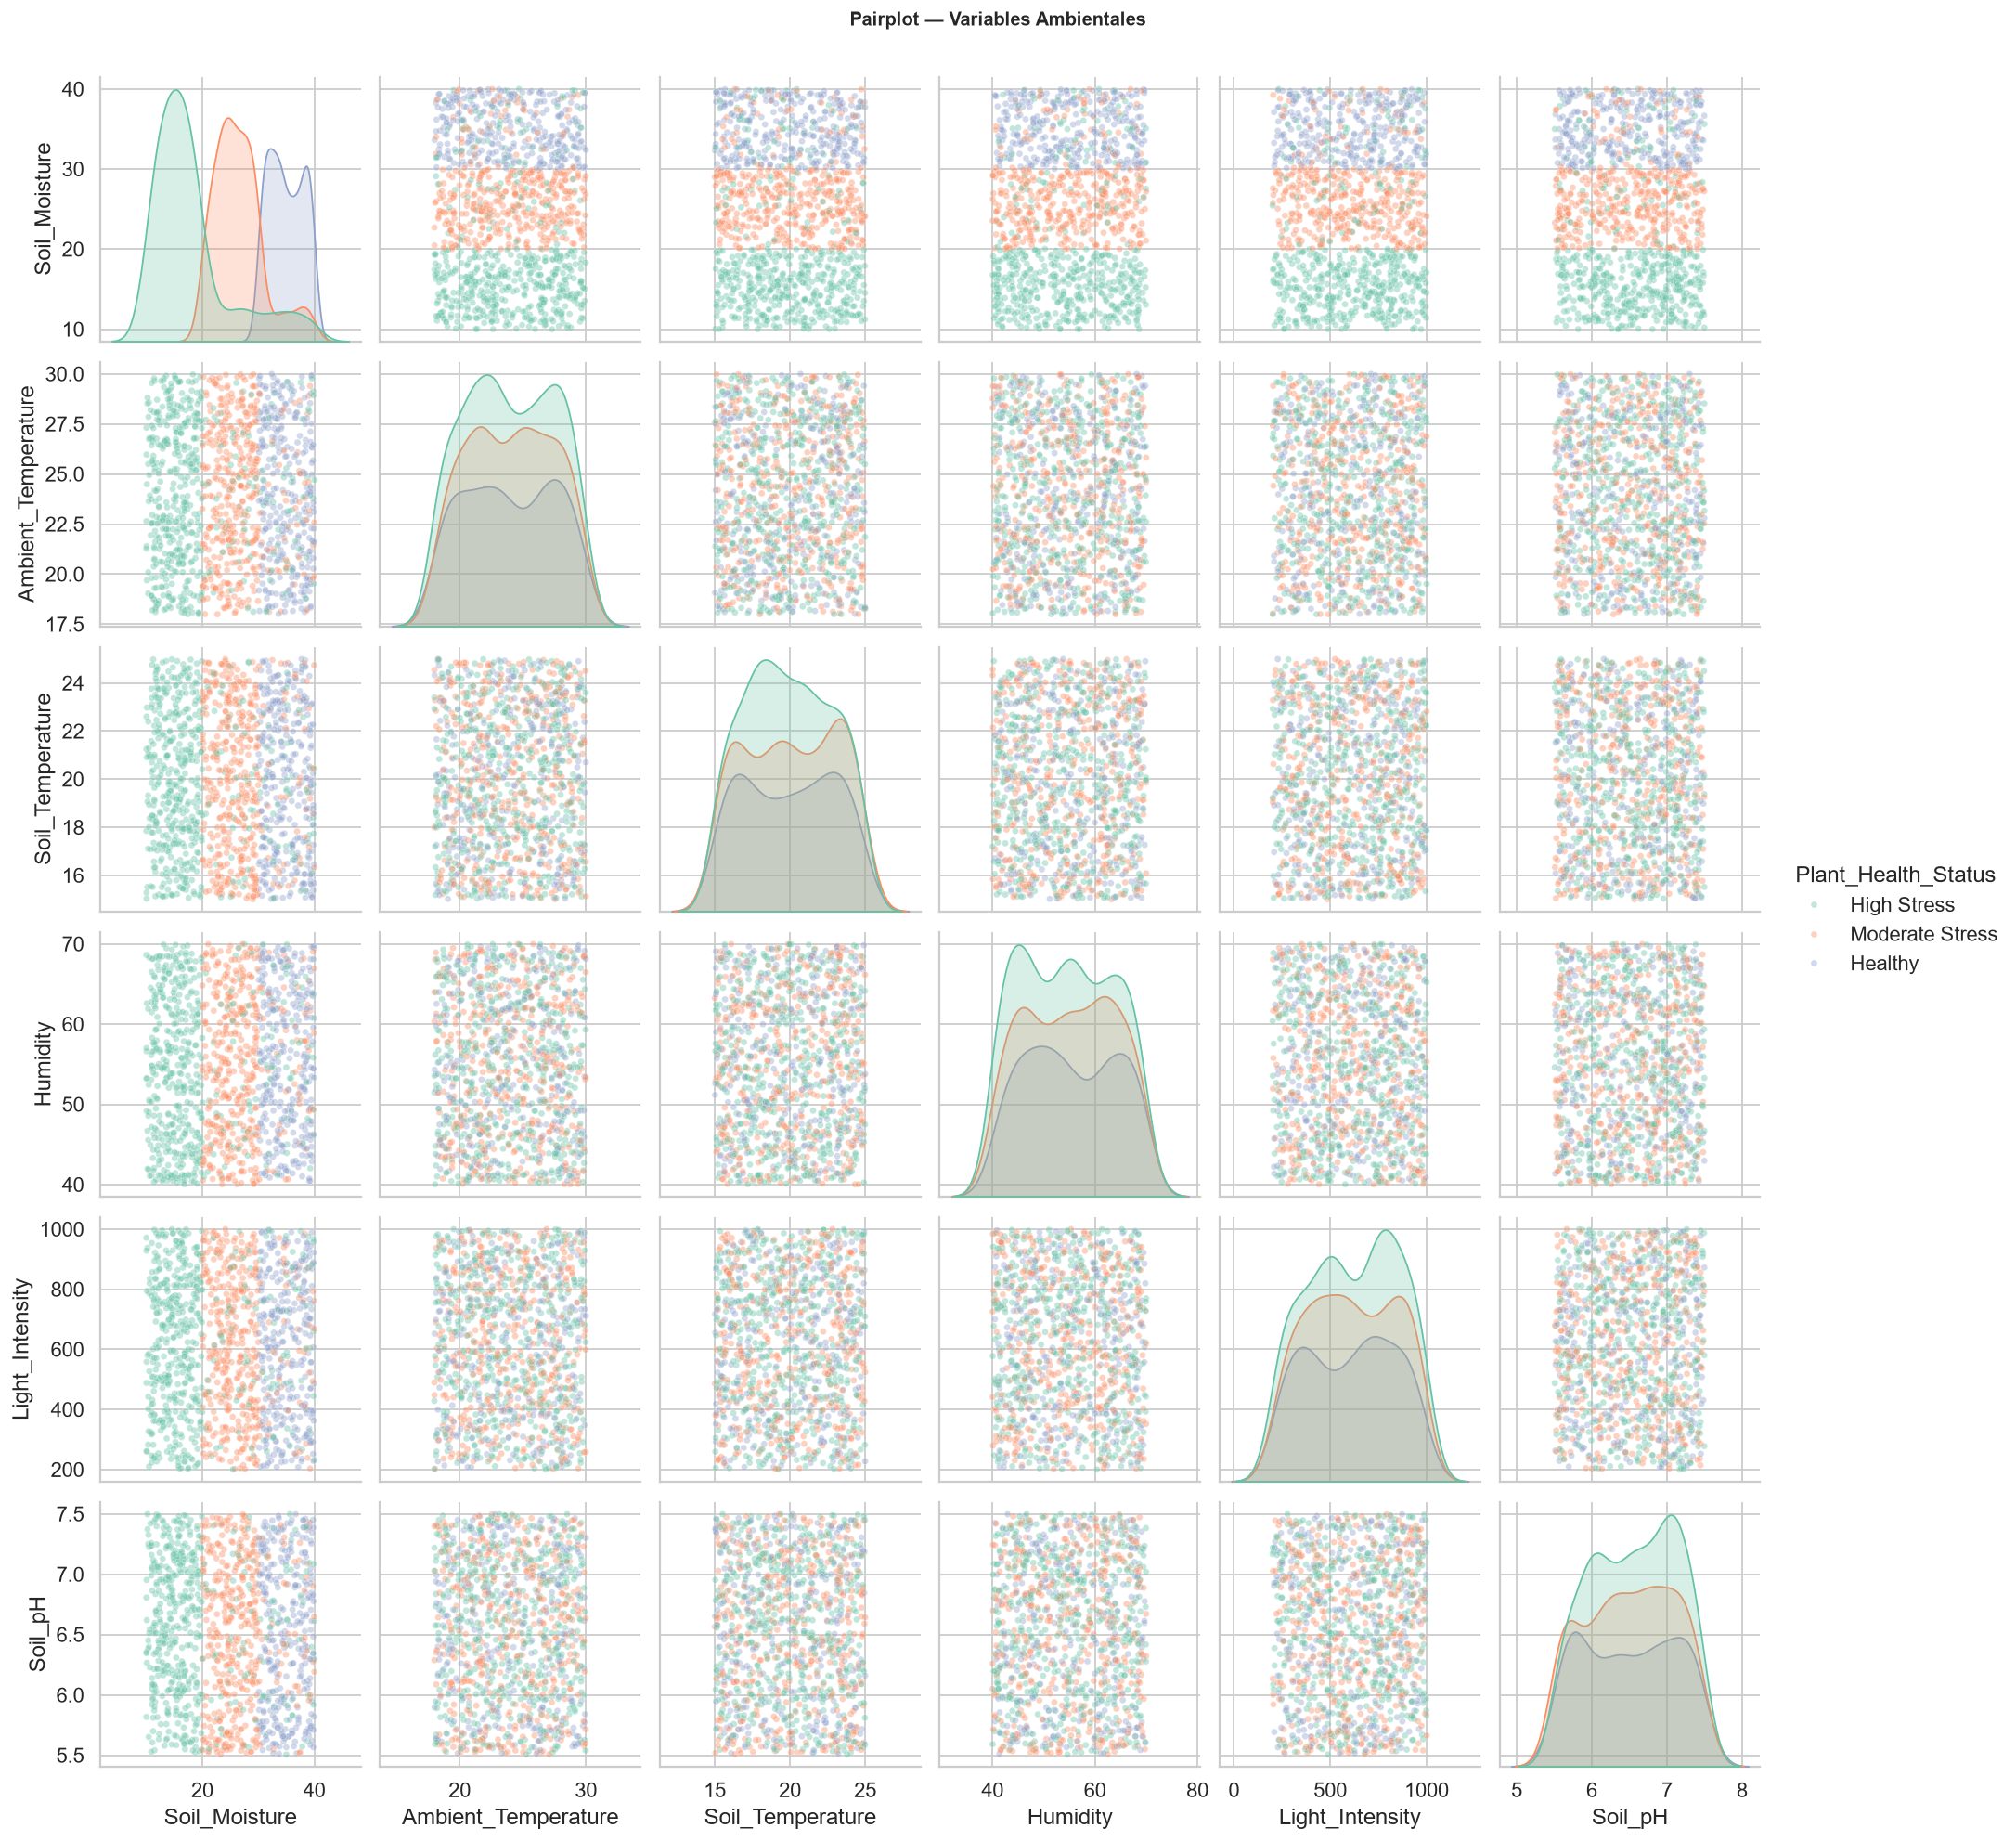 Pairplot — Variables Ambientales
40
30
20
10
Soil_Moisture
30.0
27.5
25.0
22.5
20.0
17.5
Ambient_Temperature
24
22
20
18
16
Soil_Temperature
Plant_Health_Status
High Stress
Moderate Stress
Healthy
70
60
50
40
Humidity
1000
800
600
400
200
Light_Intensity
7.5
7.0
6.5
6.0
5.5
Soil_pH
20 40
20 30
15 20 25
40 60 80
0 500 1000
5 6 7 8
Soil_Moisture
Ambient_Temperature
Soil_Temperature
Humidity
Light_Intensity
Soil_pH